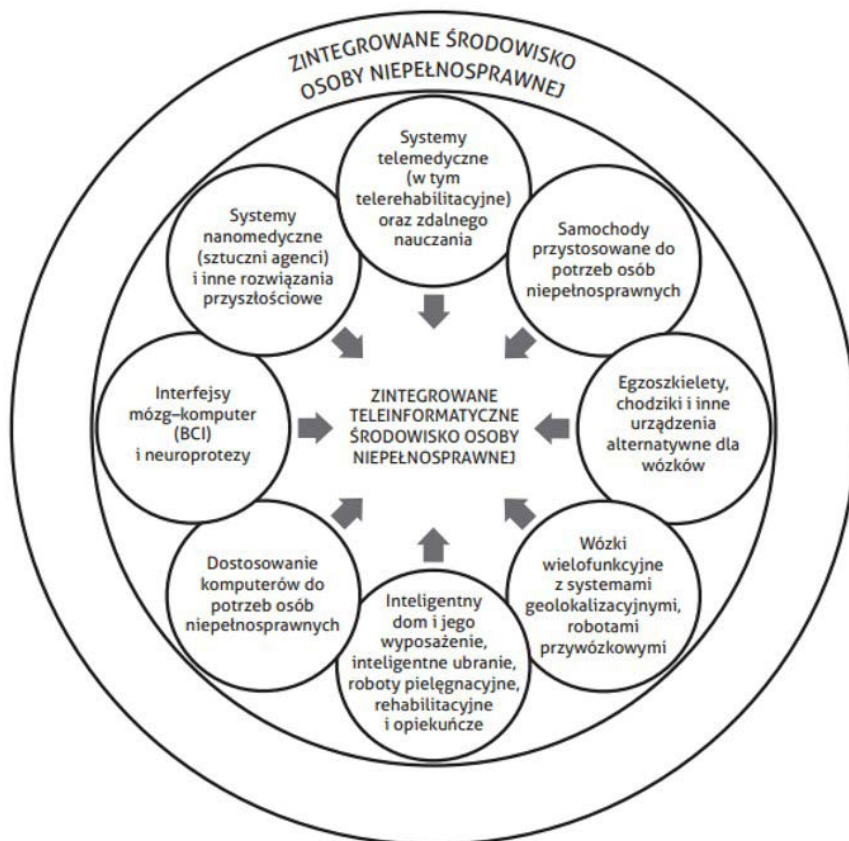 ZINTEGROWANE ŚRODOWISKO
OSOBY NIEPEŁNOSPRAWNEJ
Systemy
telemedyczne
(w tym
telerehabilitacyjne)
oraz zdalnego
nauczania
Samochody
przystosowane do
potrzeb osób
niepełnosprawnych
Egzoszkielety,
chodziki i inne
urządzenia
alternatywne dla
wózków
Wózki
wielofunkcyjne
z systemami
geolokalizacyjnymi,
robotami
przywózkowymi
Inteligentny
dom i jego
wyposażenie,
inteligentne ubranie,
roboty pielęgnacyjne,
rehabilitacyjne
i opiekuńcze
Dostosowanie
komputerów do
potrzeb osób
niepełnosprawnych
Interfejsy
mózg–komputer
(BCI)
i neuroprotezy
Systemy
nanomedyczne
(sztuczni agenci)
i inne rozwiązania
przyszłościowe
ZINTEGROWANE
TELEINFORMATYCZNE
ŚRODOWISKO OSOBY
NIEPEŁNOSPRAWNEJ